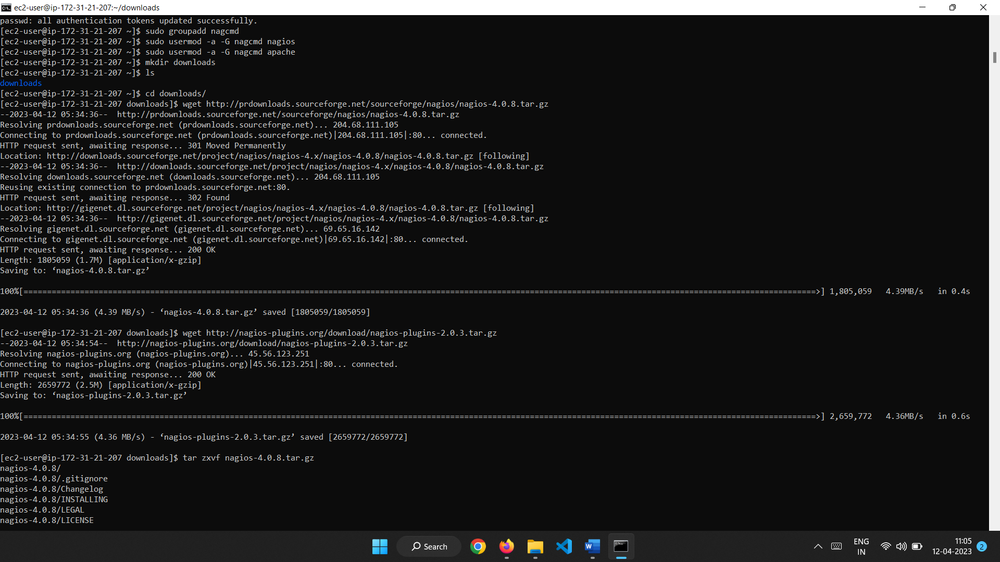 ec2-user@ip-172-31-21-207:~/downloads
passwd: all authentication tokens updated successfully.
[ec2-user@ip-172-31-21-207 ~]$ sudo groupadd nagcmd
[ec2-user@ip-172-31-21-207 ~]$ sudo usermod -a -G nagcmd nagios
[ec2-user@ip-172-31-21-207 ~]$ sudo usermod -a -G nagcmd apache
[ec2-user@ip-172-31-21-207 ~]$ mkdir downloads
[ec2-user@ip-172-31-21-207 ~]$ ls
downloads
[ec2-user@ip-172-31-21-207 ~]$ cd downloads/
[ec2-user@ip-172-31-21-207 downloads]$ wget http://prdownloads.sourceforge.net/sourceforge/nagios/nagios-4.0.8.tar.gz
--2023-04-12 05:34:36--  http://prdownloads.sourceforge.net/sourceforge/nagios/nagios-4.0.8.tar.gz
Resolving prdownloads.sourceforge.net (prdownloads.sourceforge.net)... 204.68.111.105
Connecting to prdownloads.sourceforge.net (prdownloads.sourceforge.net)|204.68.111.105|:80... connected.
HTTP request sent, awaiting response... 301 Moved Permanently
Location: http://downloads.sourceforge.net/project/nagios/nagios-4.x/nagios-4.0.8/nagios-4.0.8.tar.gz [following]
--2023-04-12 05:34:36--  http://downloads.sourceforge.net/project/nagios/nagios-4.x/nagios-4.0.8/nagios-4.0.8.tar.gz
Resolving downloads.sourceforge.net (downloads.sourceforge.net)... 204.68.111.105
Reusing existing connection to prdownloads.sourceforge.net:80.
HTTP request sent, awaiting response... 302 Found
Location: http://gigenet.dl.sourceforge.net/project/nagios/nagios-4.x/nagios-4.0.8/nagios-4.0.8.tar.gz [following]
--2023-04-12 05:34:36--  http://gigenet.dl.sourceforge.net/project/nagios/nagios-4.x/nagios-4.0.8/nagios-4.0.8.tar.gz
Resolving gigenet.dl.sourceforge.net (gigenet.dl.sourceforge.net)... 69.65.16.142
Connecting to gigenet.dl.sourceforge.net (gigenet.dl.sourceforge.net)|69.65.16.142|:80... connected.
HTTP request sent, awaiting response... 200 OK
Length: 1805059 (1.7M) [application/x-gzip]
Saving to: ‘nagios-4.0.8.tar.gz’
100%[=========================================================================================================================================================================>] 1,805,059   4.39MB/s   in 0.4s
2023-04-12 05:34:36 (4.39 MB/s) - ‘nagios-4.0.8.tar.gz’ saved [1805059/1805059]
[ec2-user@ip-172-31-21-207 downloads]$ wget http://nagios-plugins.org/download/nagios-plugins-2.0.3.tar.gz
--2023-04-12 05:34:54--  http://nagios-plugins.org/download/nagios-plugins-2.0.3.tar.gz
Resolving nagios-plugins.org (nagios-plugins.org)... 45.56.123.251
Connecting to nagios-plugins.org (nagios-plugins.org)|45.56.123.251|:80... connected.
HTTP request sent, awaiting response... 200 OK
Length: 2659772 (2.5M) [application/x-gzip]
Saving to: ‘nagios-plugins-2.0.3.tar.gz’
100%[=========================================================================================================================================================================>] 2,659,772   4.36MB/s   in 0.6s
2023-04-12 05:34:55 (4.36 MB/s) - ‘nagios-plugins-2.0.3.tar.gz’ saved [2659772/2659772]
[ec2-user@ip-172-31-21-207 downloads]$ tar zxvf nagios-4.0.8.tar.gz
nagios-4.0.8/
nagios-4.0.8/.gitignore
nagios-4.0.8/Changelog
nagios-4.0.8/INSTALLING
nagios-4.0.8/LEGAL
nagios-4.0.8/LICENSE
Search
ENG
IN
11:05
12-04-2023
2